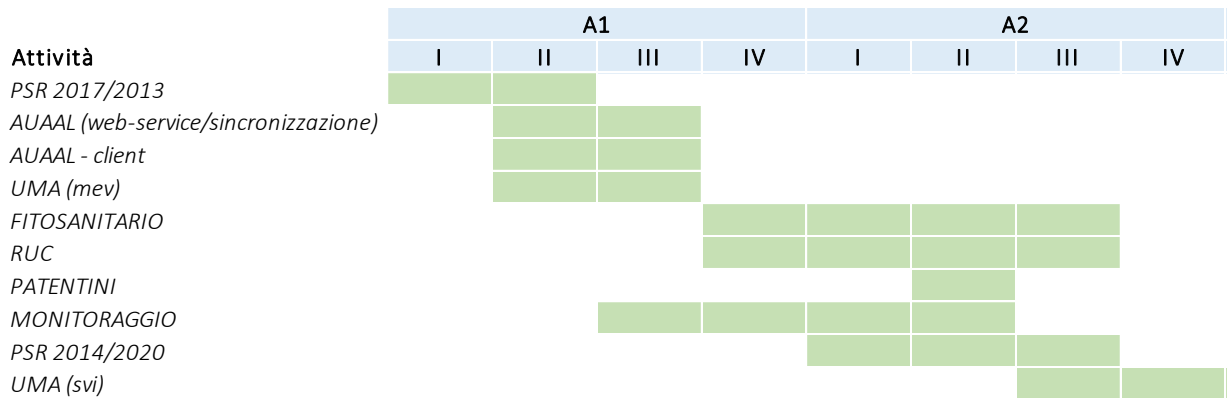 A1 A2
Attività I II III IV I II III IV
PSR 2017/2013
AUAAL (web-service/sincronizzazione)
AUAAL - client
UMA (mev)
FITOSANITARIO
RUC
PATENTINI
MONITORAGGIO
PSR 2014/2020
UMA (svi)